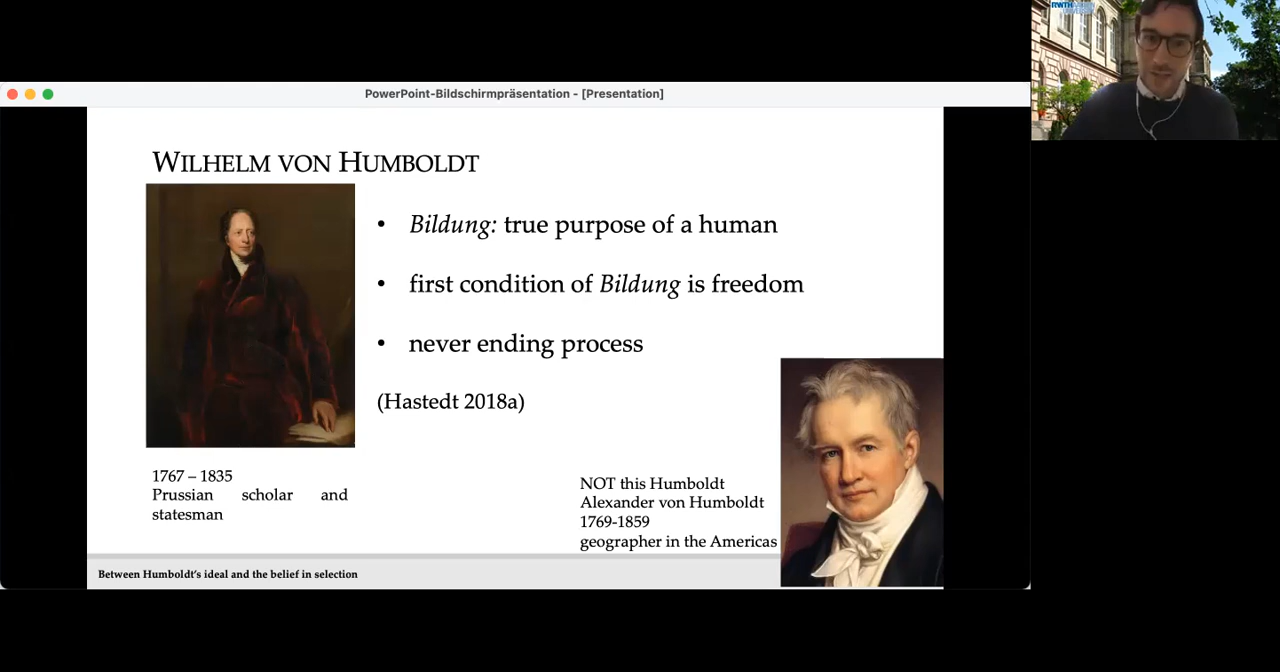 RWTH
PowerPoint-Bildschirmpräsentation - [Presentation]
WILHELM VON HUMBOLDT
• Bildung: true purpose of a human
• first condition of Bildung is freedom
• never ending process
(Hastedt 2018a)
1767 – 1835
Prussian scholar and
statesman
NOT this Humboldt
Alexander von Humboldt
1769-1859
geographer in the Americas
Between Humboldt's ideal and the belief in selection